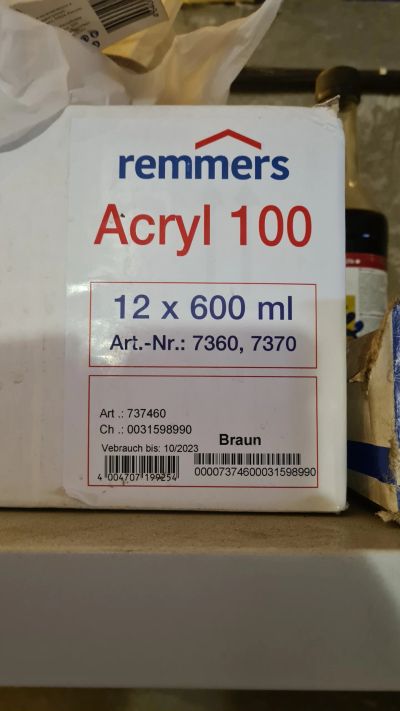 remmers
Acryl 100
12 x 600 ml
Art.-Nr.: 7360, 7370
Art .: 737460
Ch .: 0031598990
Vebrauch bis: 10/2023
Braun
4 004707 199254
00007374600031598990